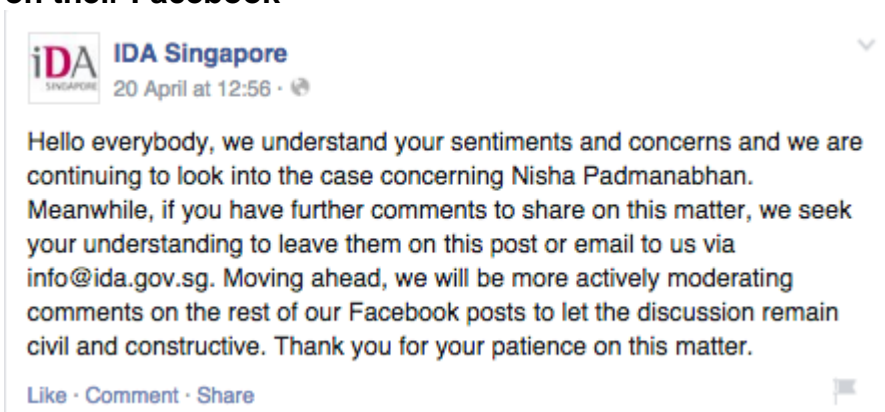 on their Facebook
iDA
SINGAPORE
IDA Singapore
20 April at 12:56 ·
Hello everybody, we understand your sentiments and concerns and we are
continuing to look into the case concerning Nisha Padmanabhan.
Meanwhile, if you have further comments to share on this matter, we seek
your understanding to leave them on this post or email to us via
info@ida.gov.sg. Moving ahead, we will be more actively moderating
comments on the rest of our Facebook posts to let the discussion remain
civil and constructive. Thank you for your patience on this matter.
Like · Comment · Share